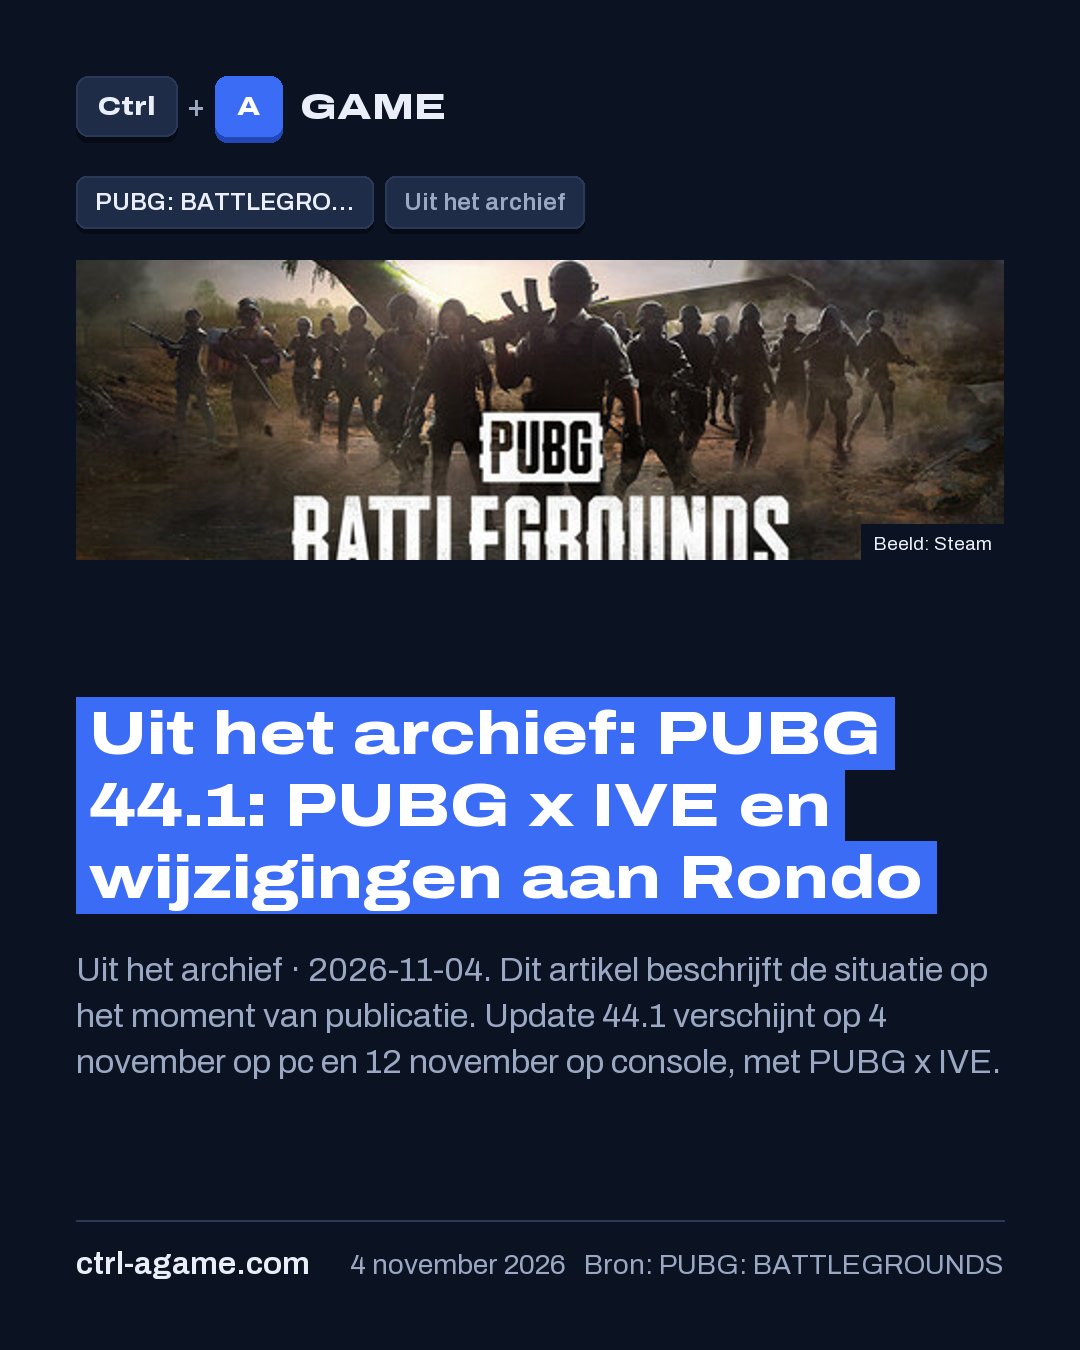 Ctrl + A GAME
PUBG: BATTLEGRO... Uit het archief
PUBG
BATTLEGROUNDS
Beeld: Steam
Uit het archief: PUBG
44.1: PUBG x IVE en
wijzigingen aan Rondo
Uit het archief · 2026-11-04. Dit artikel beschrijft de situatie op
het moment van publicatie. Update 44.1 verschijnt op 4
november op pc en 12 november op console, met PUBG x IVE.
ctrl-agame.com 4 november 2026 Bron: PUBG: BATTLEGROUNDS